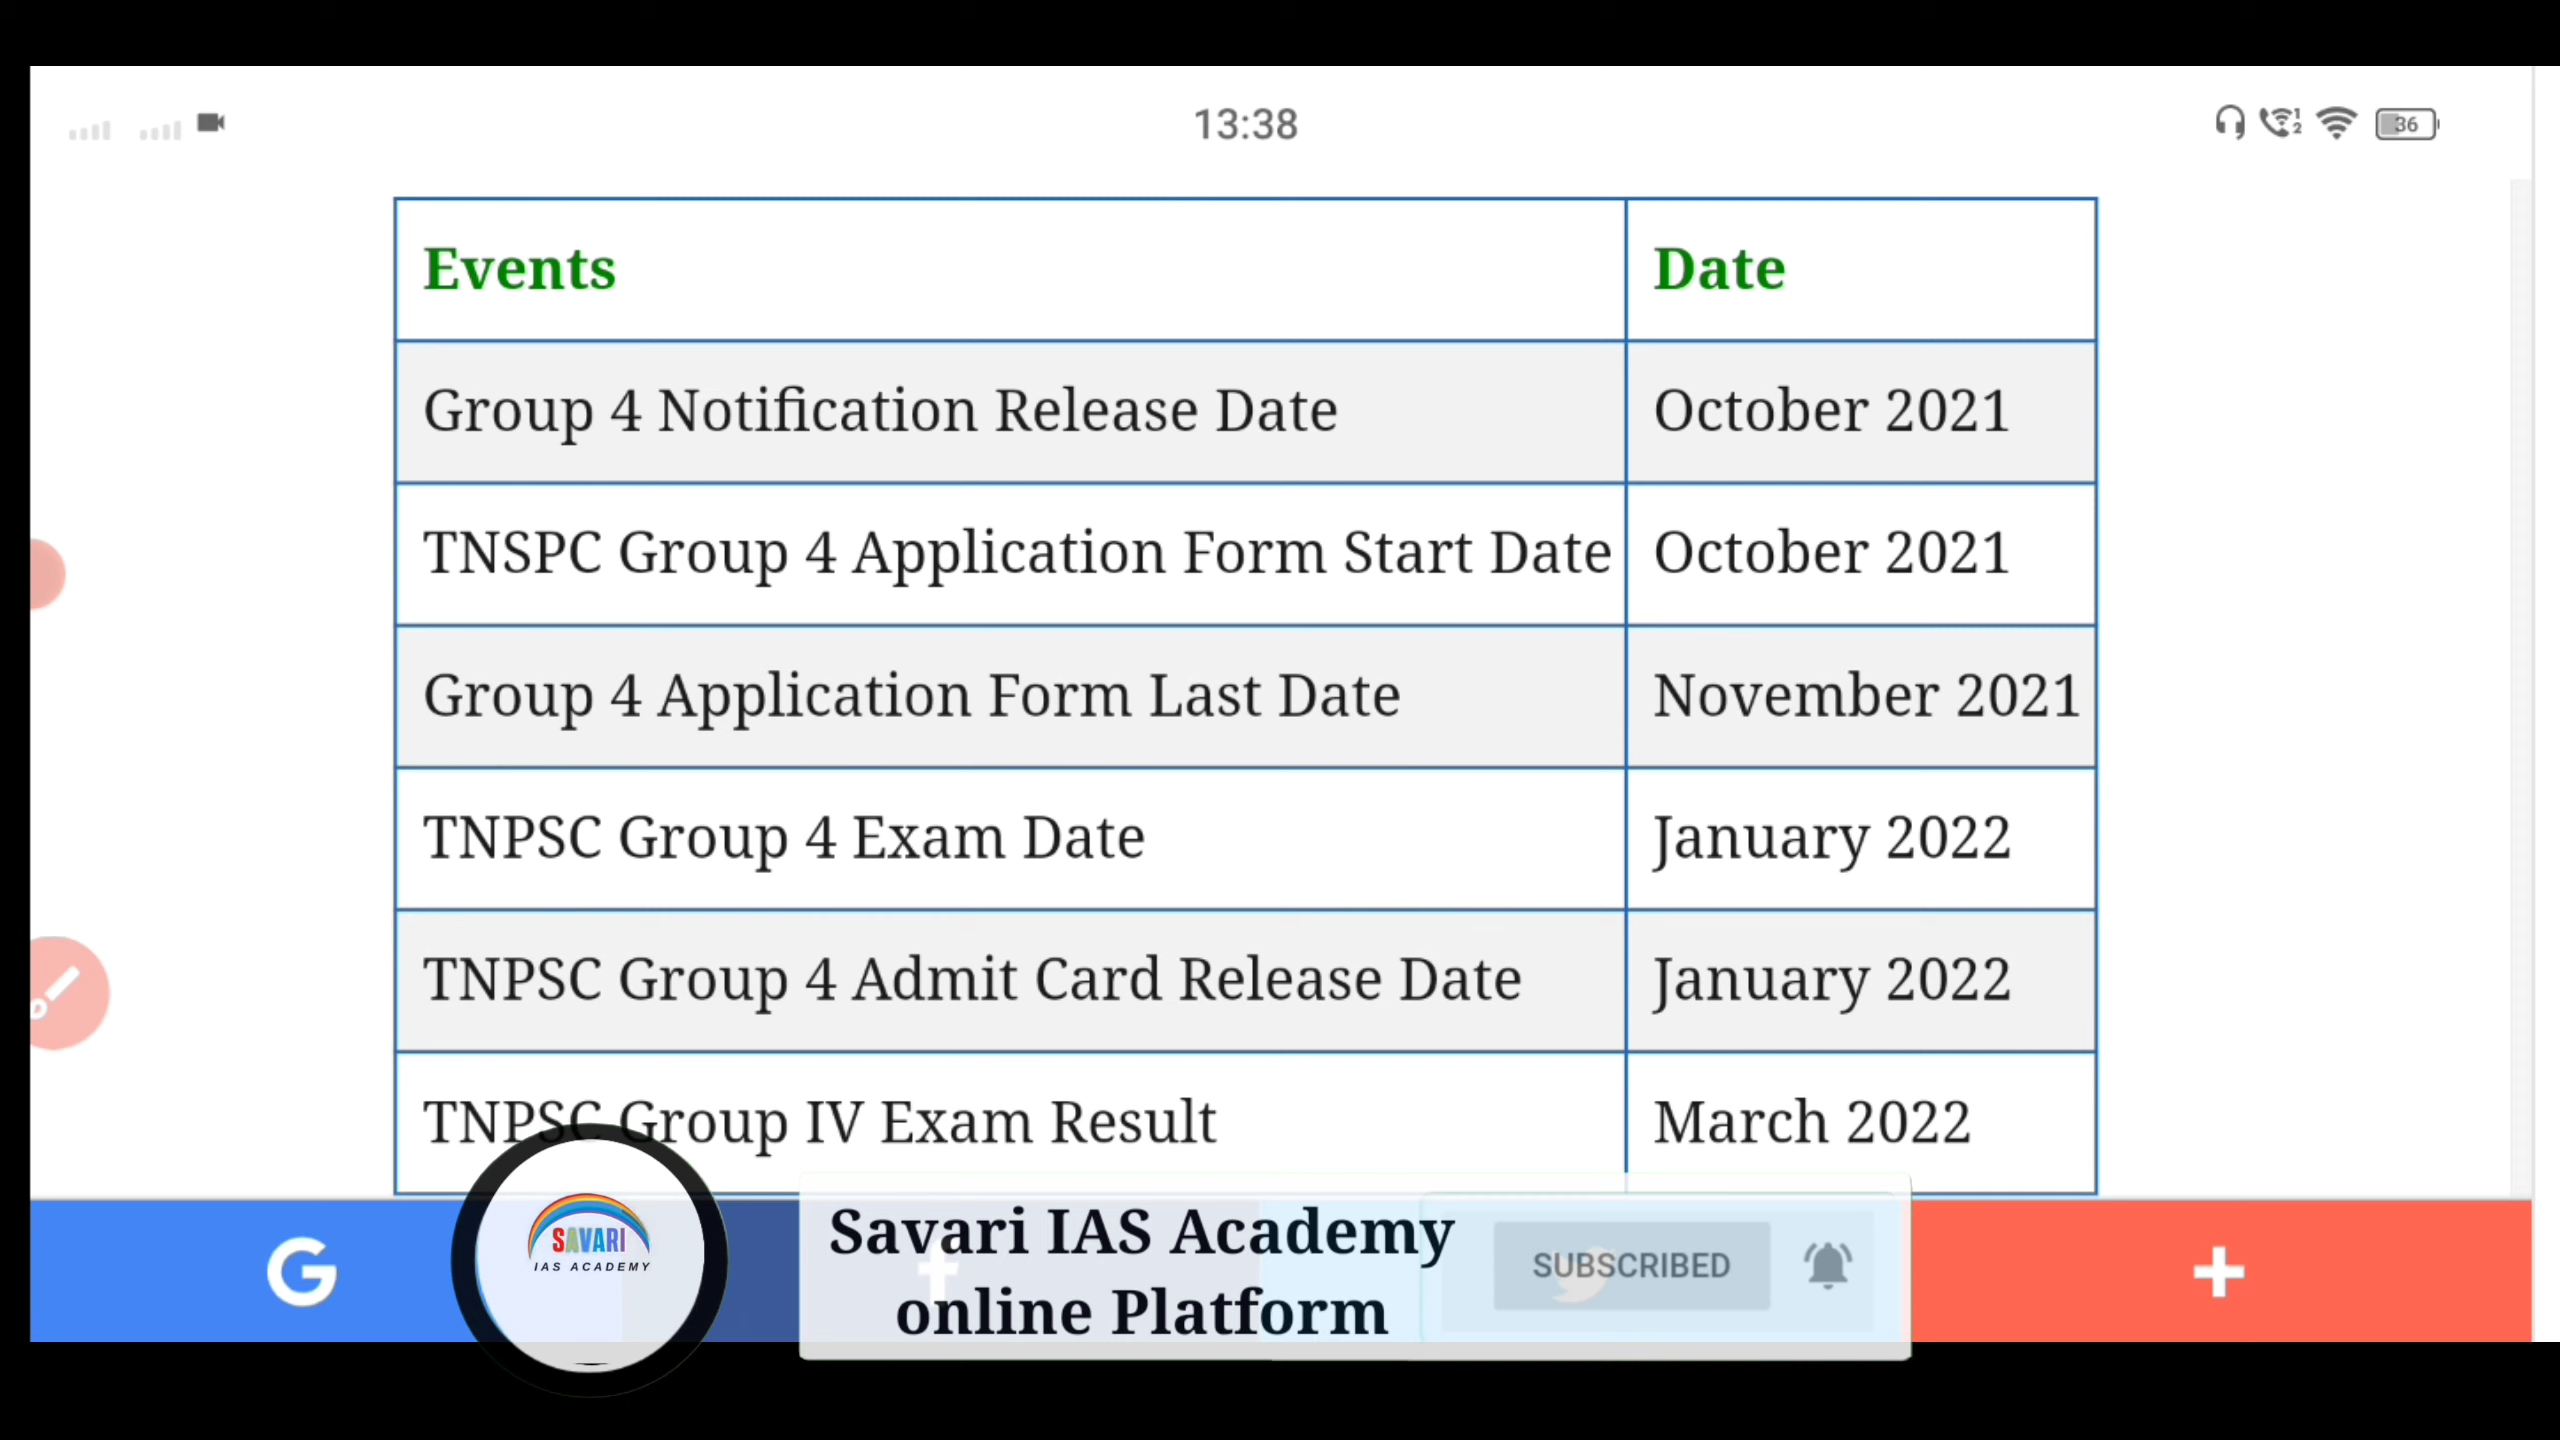 13:38
1
2
36
Events Date
Group 4 Notification Release Date October 2021
TNSPC Group 4 Application Form Start Date October 2021
Group 4 Application Form Last Date November 2021
TNPSC Group 4 Exam Date January 2022
TNPSC Group 4 Admit Card Release Date January 2022
TNPSC Group IV Exam Result March 2022
SAVARI
IAS ACADEMY
Savari IAS Academy
online Platform
SUBSCRIBED